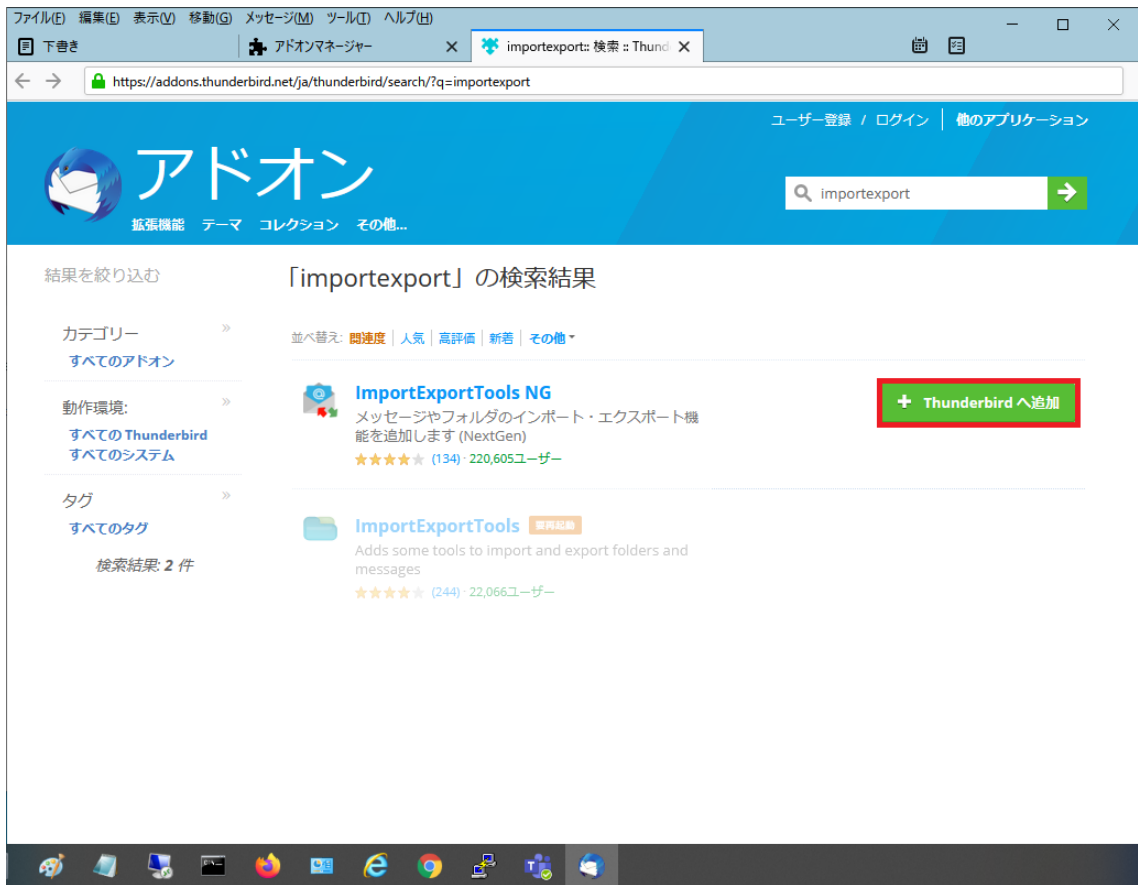 ファイル(F) 編集(E) 表示(V) 移動(G) メッセージ(M) ツール(T) ヘルプ(H)
下書き
アドオンマネージャー
importexport:: 検索 :: Thund
https://addons.thunderbird.net/ja/thunderbird/search/?q=importexport
ユーザー登録 / ログイン | 他のアプリケーション
アドオン
importexport
拡張機能 テーマ コレクション その他...
結果を絞り込む
カテゴリー
すべてのアドオン
動作環境:
すべての Thunderbird
すべてのシステム
タグ
すべてのタグ
検索結果: 2 件
「importexport」の検索結果
並べ替え: 関連度 | 人気 | 高評価 | 新着 | その他
ImportExportTools NG
メッセージやフォルダのインポート・エクスポート機
能を追加します (NextGen)
(134) · 220,605ユーザー
+ Thunderbird へ追加
ImportExportTools 要再起動
Adds some tools to import and export folders and
messages
(244) · 22,066ユーザー